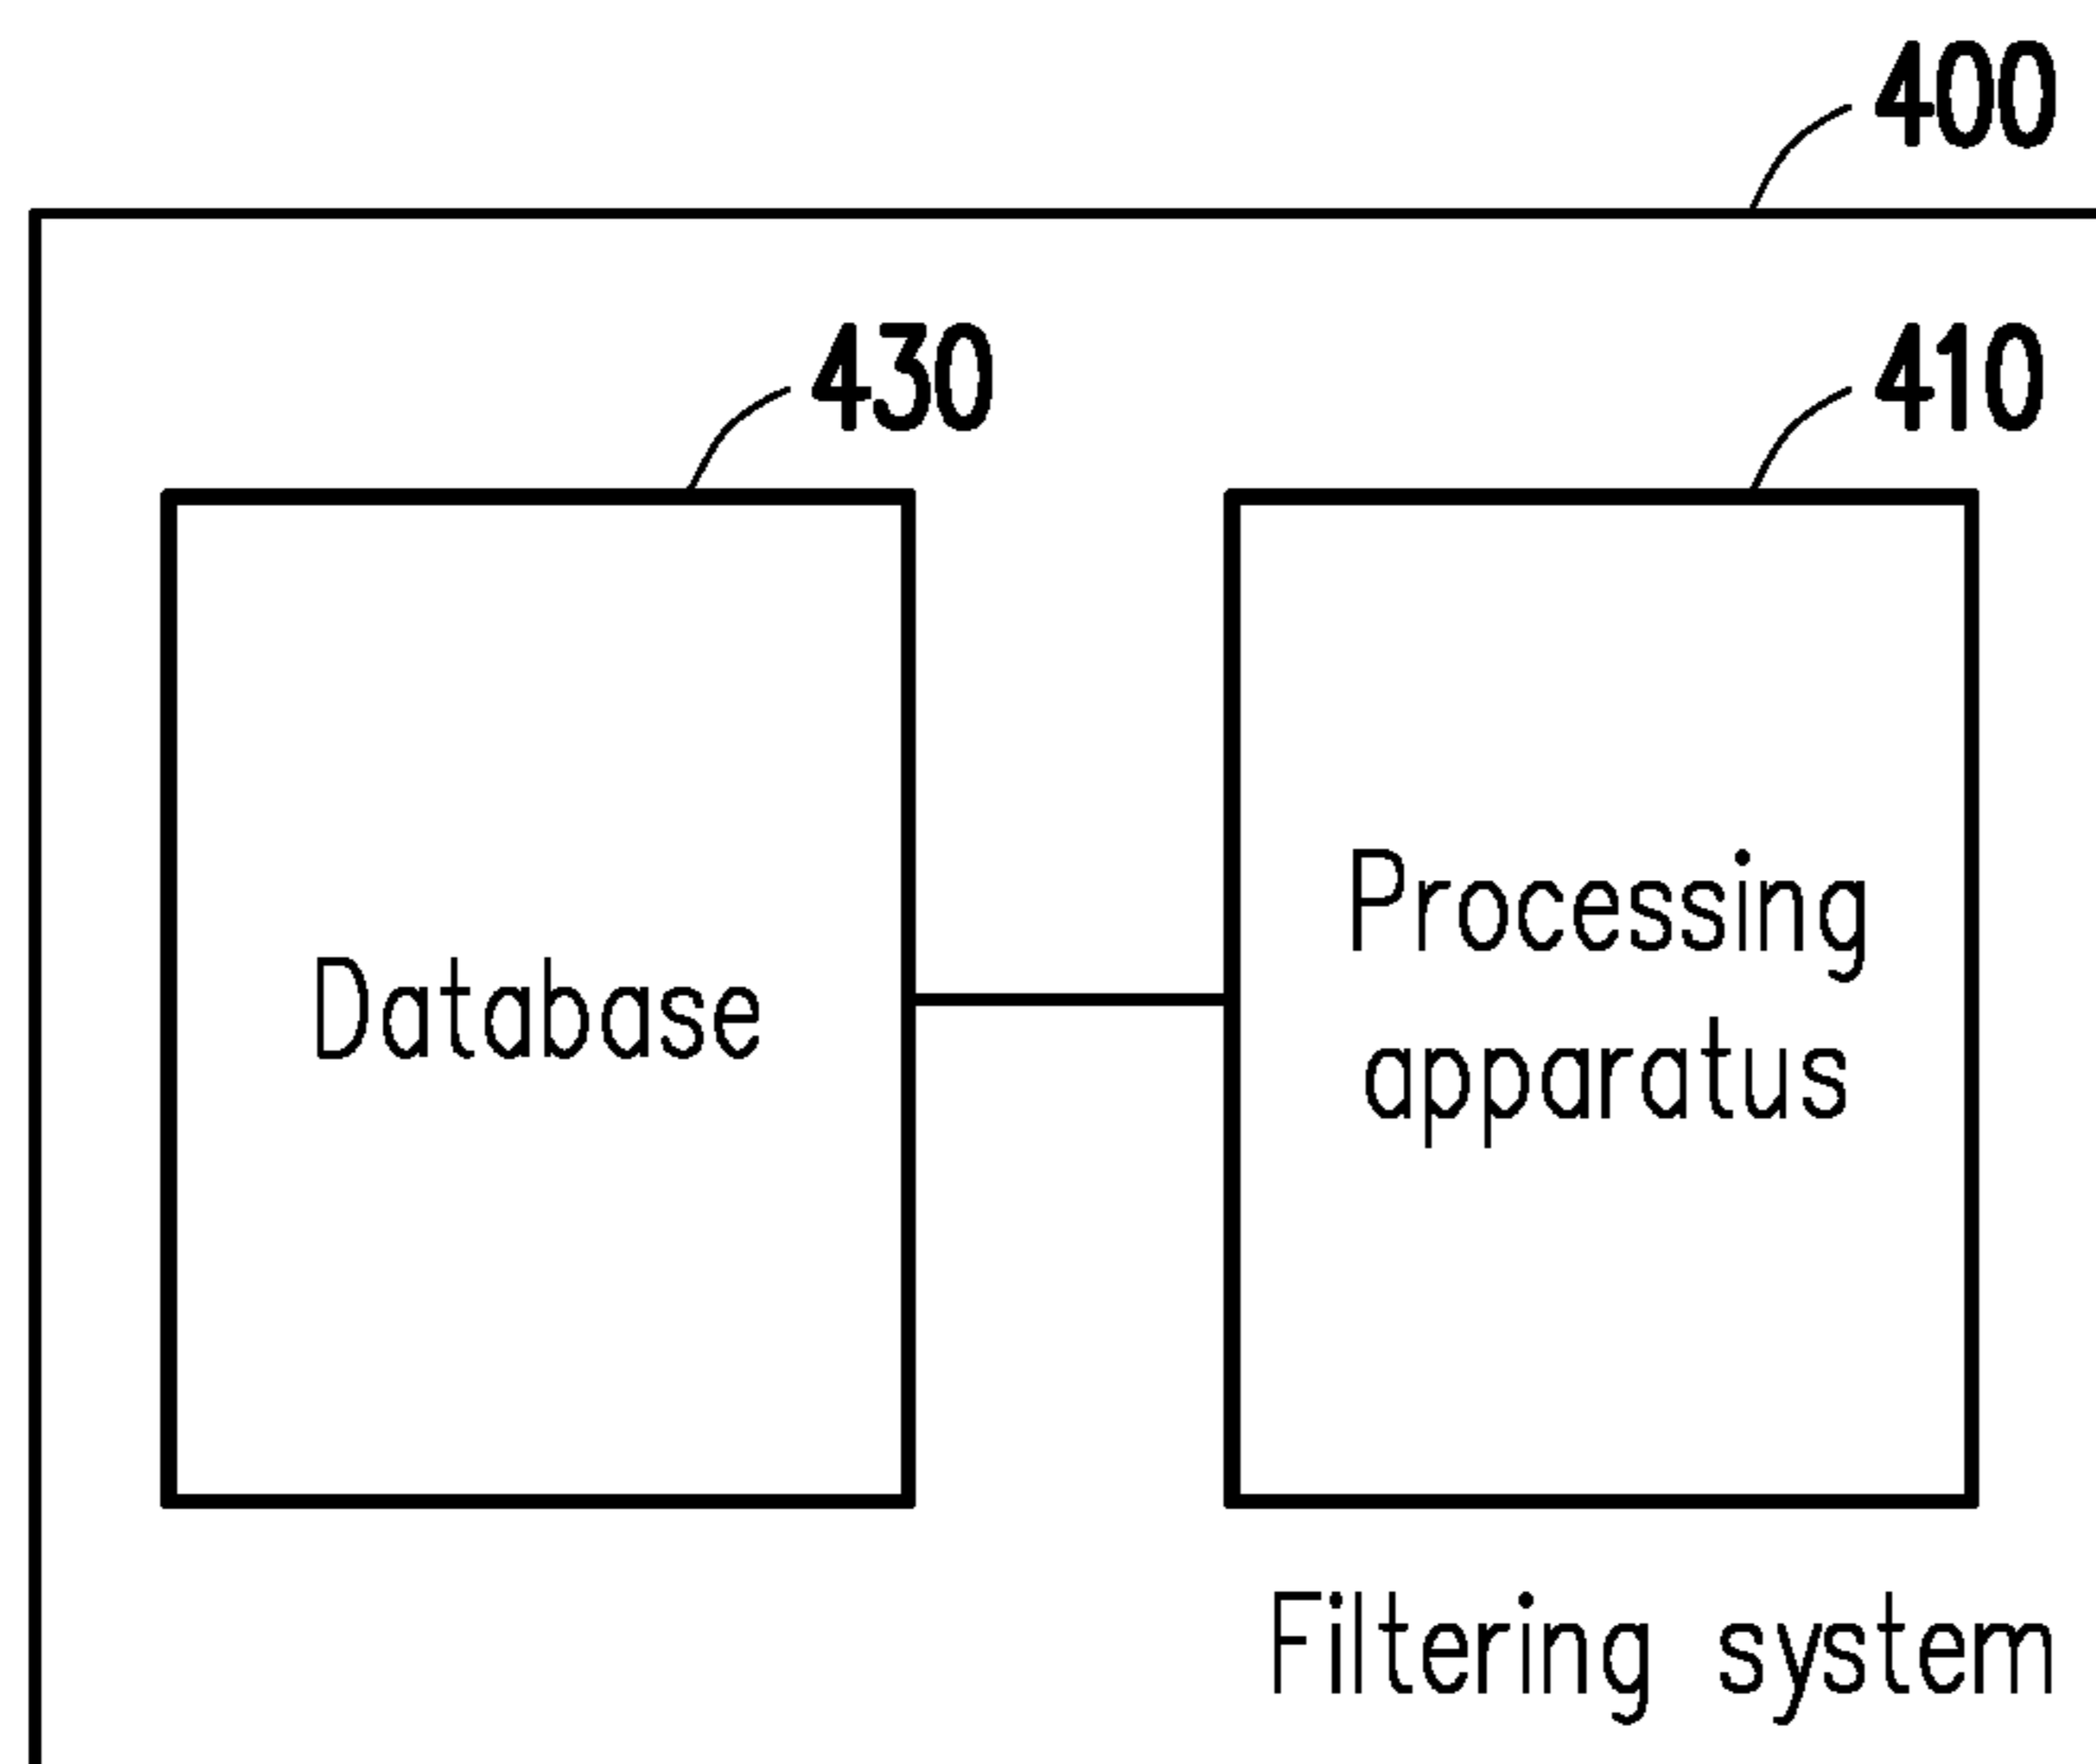 400
430
410
Database
Processing
apparatus
Filtering system